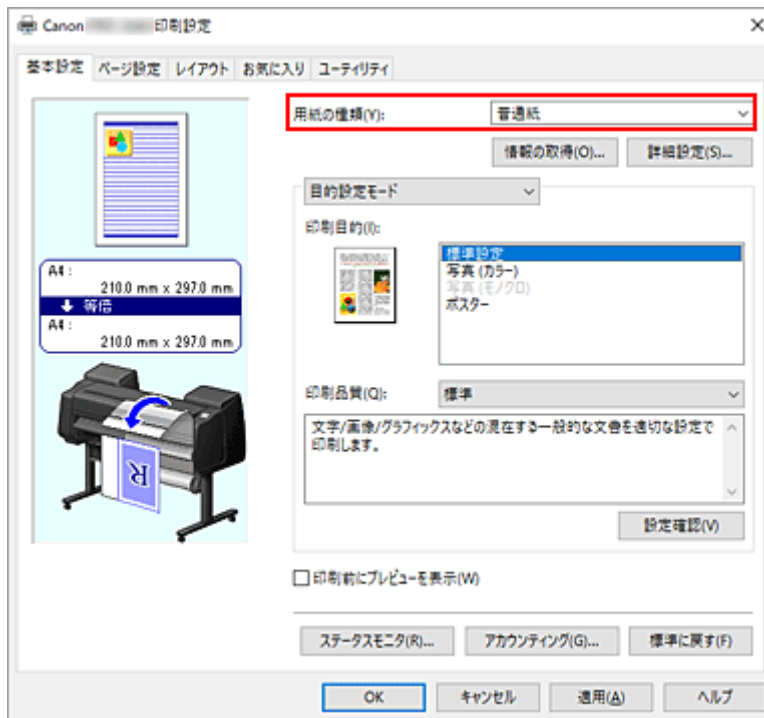 Canon 印刷設定
基本設定 ページ設定 レイアウト お気に入り ユーティリティ
用紙の種類(Y): 普通紙
情報の取得(O)... 詳細設定(S)...
目的設定モード
印刷目的(I):
標準設定
写真 (カラー)
写真 (モノクロ)
ポスター
A4 :
210.0 mm x 297.0 mm
等倍
A4 :
210.0 mm x 297.0 mm
R
印刷品質(Q): 標準
文字/画像/グラフィックスなどの混在する一般的な文書を適切な設定で
印刷します。
設定確認(V)
印刷前にプレビューを表示(W)
ステータスモニタ(R)... アカウンティング(G)... 標準に戻す(F)
OK キャンセル 適用(A) ヘルプ